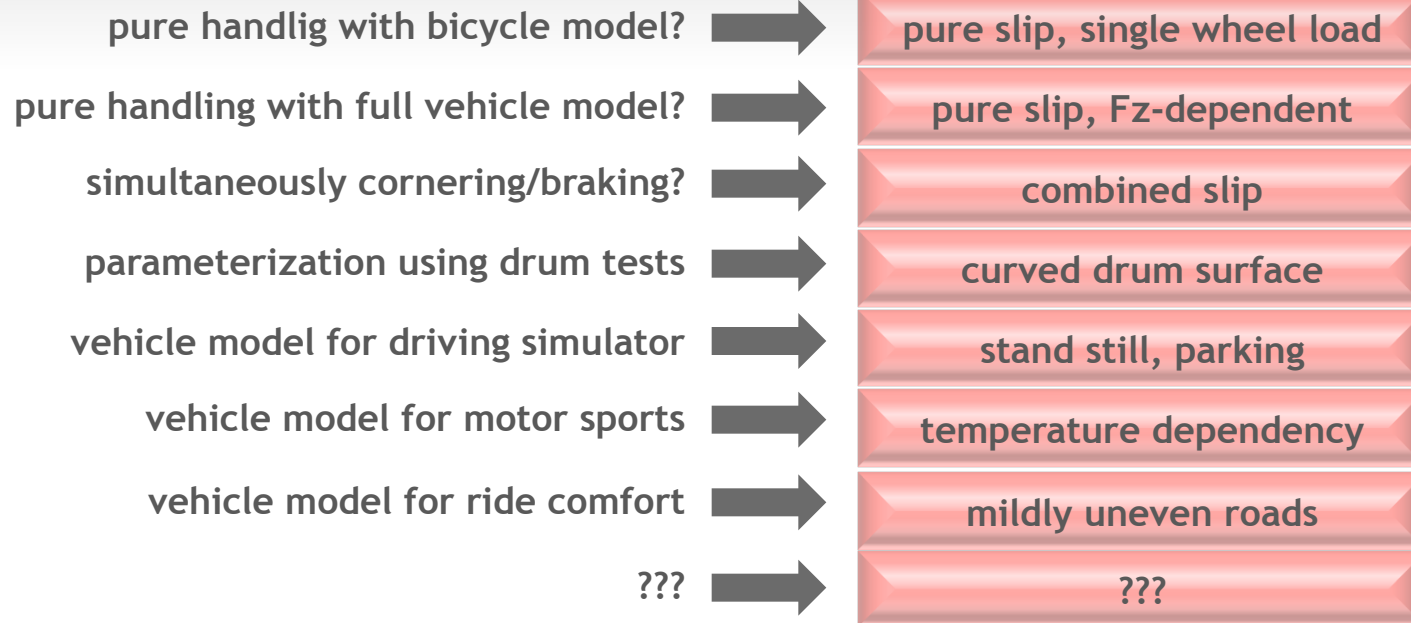 pure handlig with bicycle model?
pure slip, single wheel load
pure handling with full vehicle model?
pure slip, Fz-dependent
simultaneously cornering/braking?
combined slip
parameterization using drum tests
curved drum surface
vehicle model for driving simulator
stand still, parking
vehicle model for motor sports
temperature dependency
vehicle model for ride comfort
mildly uneven roads
???
???